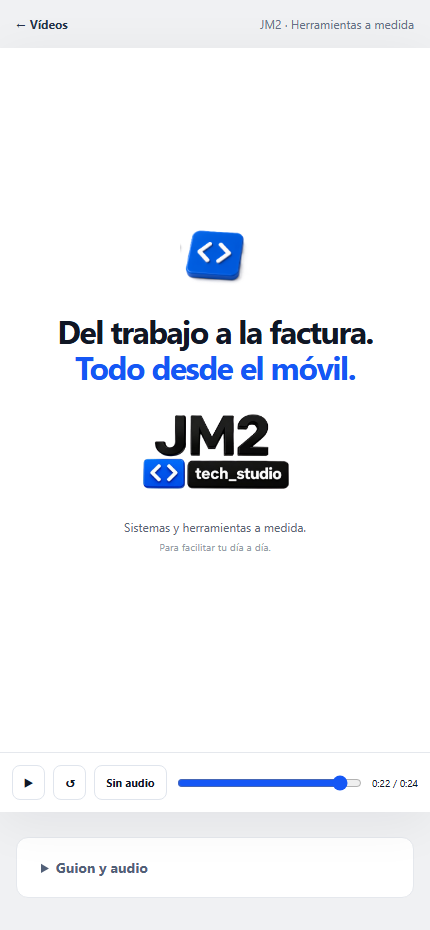 ← Vídeos
JM2 · Herramientas a medida
<>
Del trabajo a la factura.
Todo desde el móvil.
JM2
<> tech_studio
Sistemas y herramientas a medida.
Para facilitar tu día a día.
▶ ↺ Sin audio 0:22 / 0:24
▶ Guion y audio